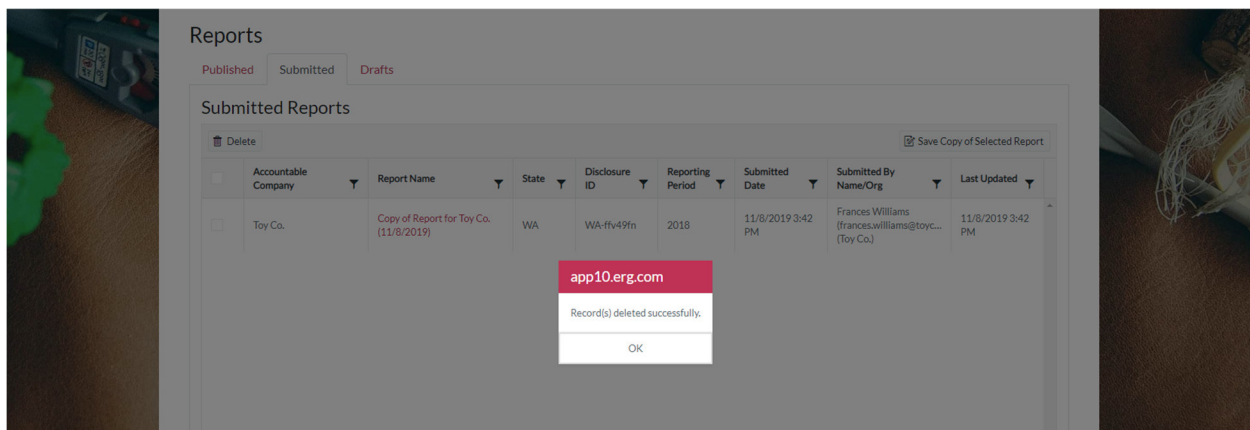 Reports
Published Submitted Drafts
Submitted Reports
Delete Save Copy of Selected Report
Accountable Company Report Name State Disclosure ID Reporting Period Submitted Date Submitted By Name/Org Last Updated
Toy Co. Copy of Report for Toy Co. (11/8/2019) WA WA-ffv49fn 2018 11/8/2019 3:42 PM Frances Williams (frances.williams@toyc... (Toy Co.) 11/8/2019 3:42 PM
app10.erg.com
Record(s) deleted successfully.
OK